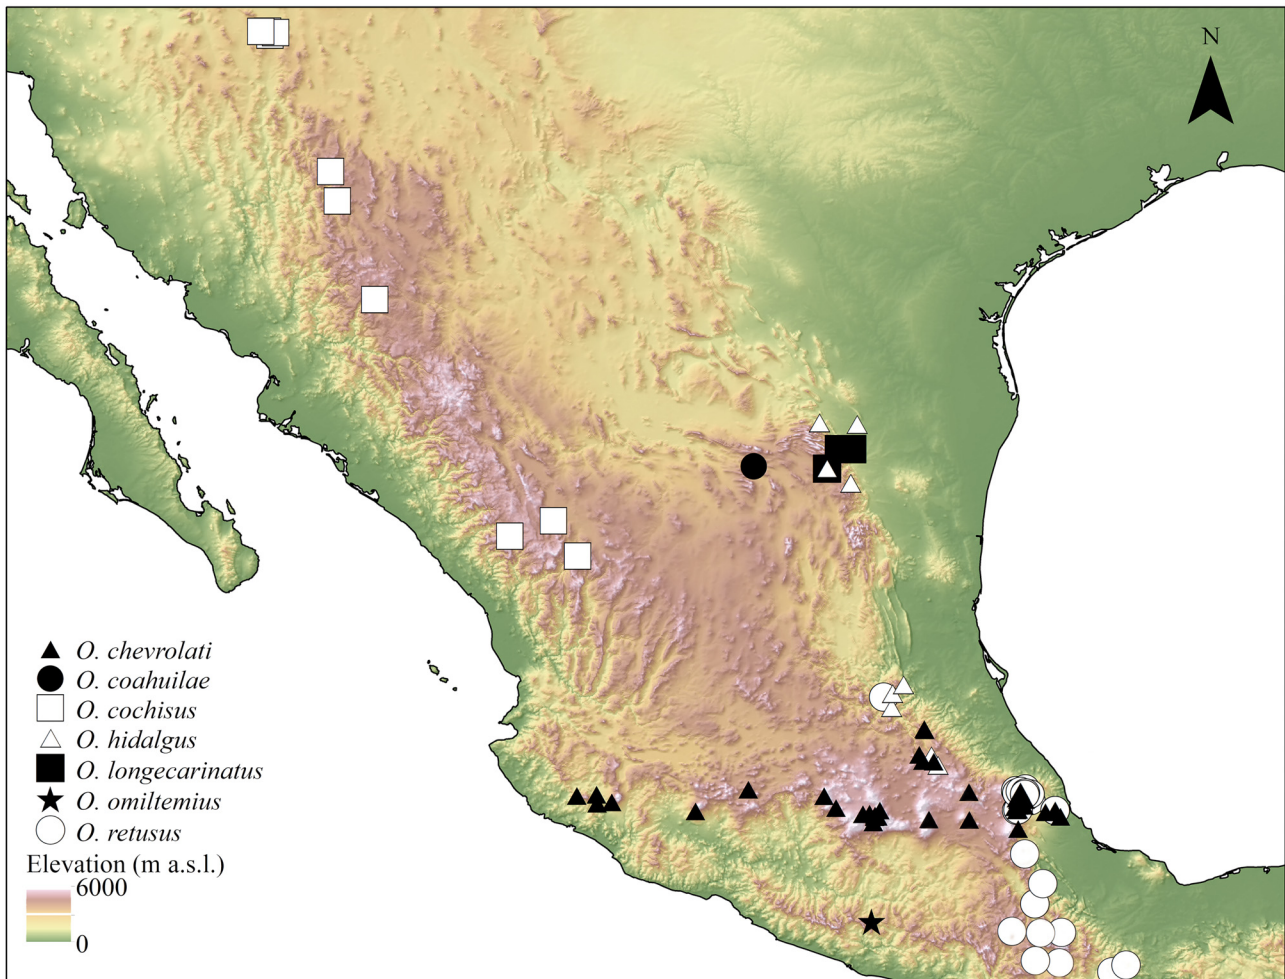 N
O. chevrolati
O. coahuilae
O. cochisus
O. hidalgus
O. longecarinatus
O. omiltemius
O. retusus
Elevation (m a.s.l.)
6000
0